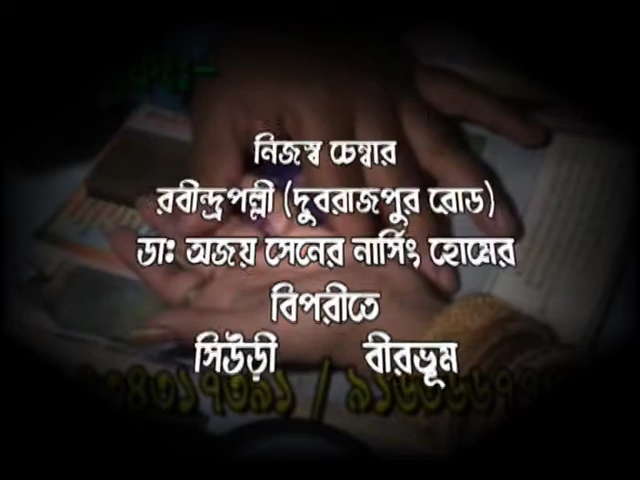 নিজস্ব চেম্বার
রবীন্দ্রপল্লী (দুবরাজপুর রোড)
ডাঃ অজয় সেনের নার্সিং হোমের
বিপরীতে
সিউড়ী বীরভূম